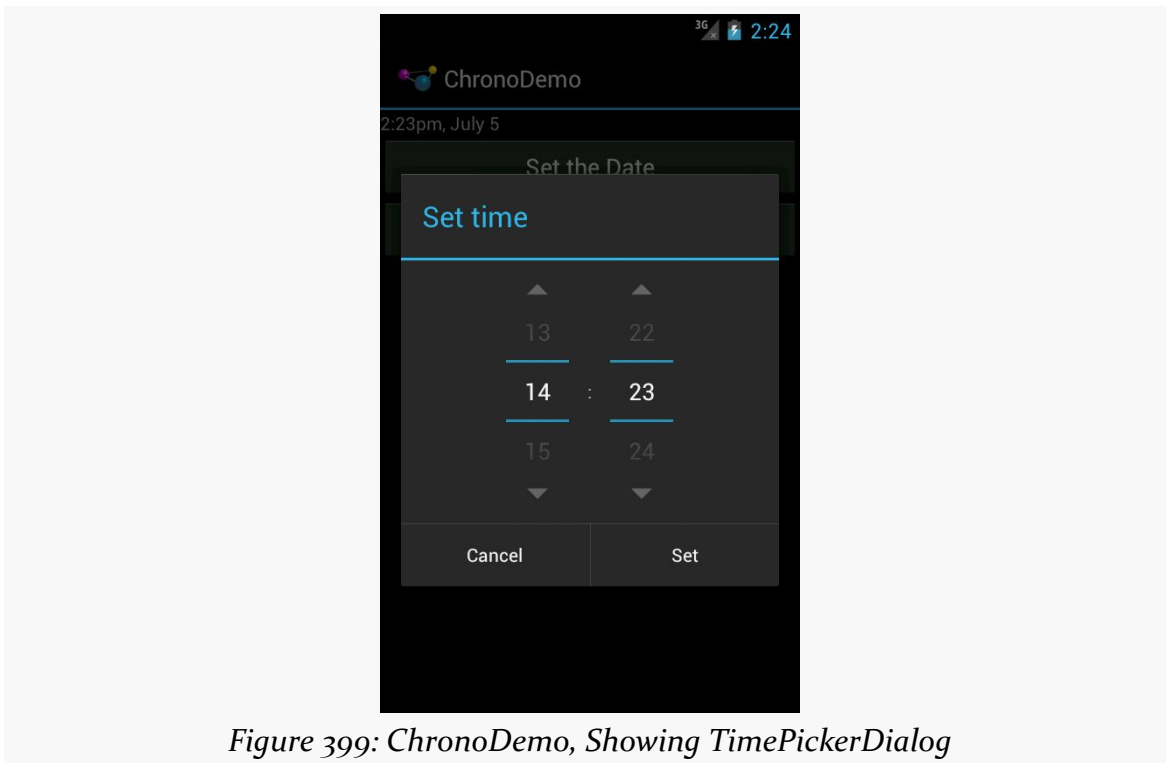 3G 2:24
ChronoDemo
2:23pm, July 5
Set the Date
Set time
13 22
14 : 23
15 24
Cancel Set
Figure 399: ChronoDemo, Showing TimePickerDialog